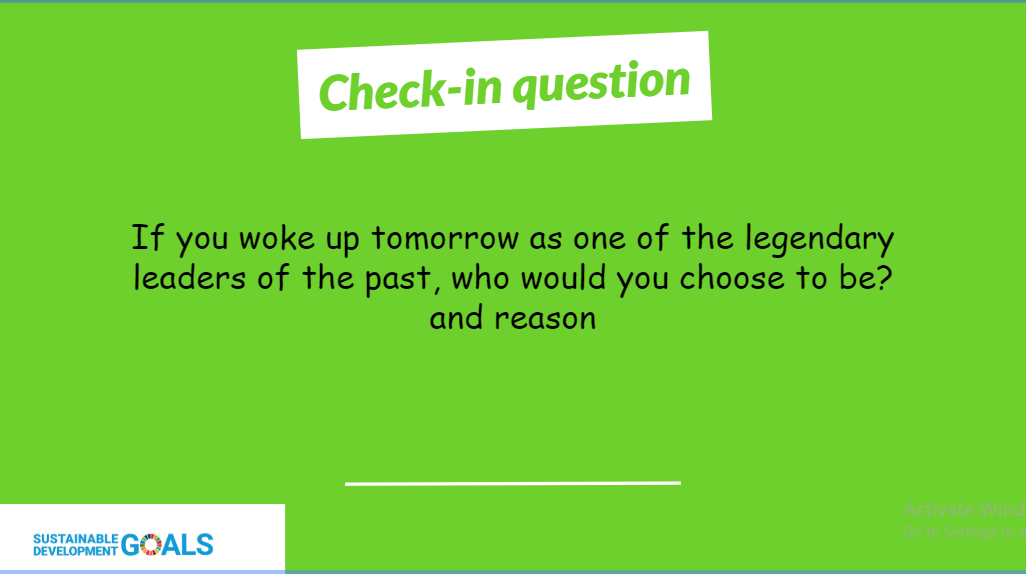 Check-in question
If you woke up tomorrow as one of the legendary
leaders of the past, who would you choose to be?
and reason
SUSTAINABLE
DEVELOPMENT GOALS
Activate Wind
Go to Settings to a